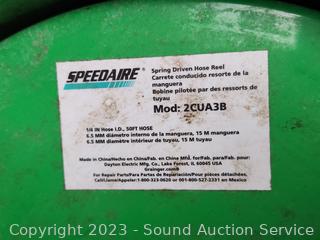 SPEEDAIRE
Spring Driven Hose Reel
Carrete conducido resorte de la
manguera
Bobine pilotée par des ressorts de
tuyau
Mod: 2CUA3B
1/4 IN Hose I.D., 50FT HOSE
6.5 MM diámetro interno de la manguera, 15 M manguera
6.5 MM diamètre intérieur de tuyau, 15 M tuyau
Made in China/Hecho en China/Fab. en China Mfd. for/Fab. para/Fab. pour:
Dayton Electric Mfg. Co., Lake Forest, IL 60045 USA
Grainger.com®
For Repair Parts/Para Partes de Reparación/Pour pièces détachées,
Call/Llame/Appeler:1-800-323-0620 or 001-800-527-2331 en Mexico
Copyright 2023 - Sound Auction Service